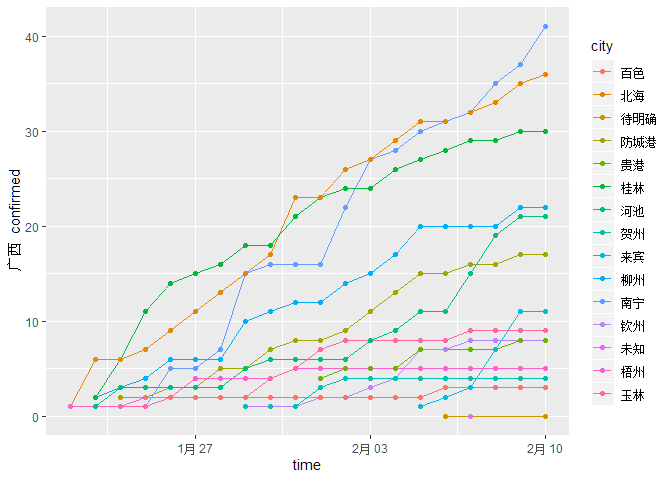 40
30
20
10
0
广西 confirmed
1月 27
2月 03
2月 10
time
city
百色
北海
待明确
防城港
贵港
桂林
河池
贺州
来宾
柳州
南宁
钦州
未知
梧州
玉林